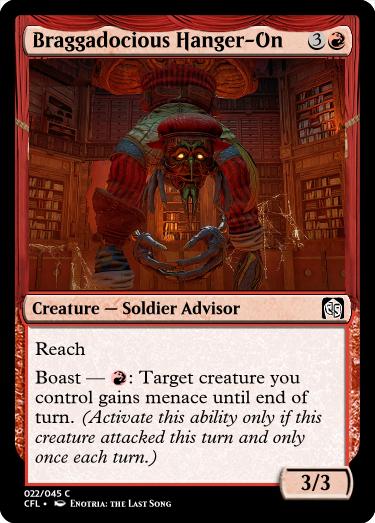 Braggadocious Hanger-On 3
Creature — Soldier Advisor
Reach
Boast — : Target creature you
control gains menace until end of
turn. (Activate this ability only if this
creature attacked this turn and only
once each turn.)
3/3
022/045 C
CFL • Enotria: the Last Song